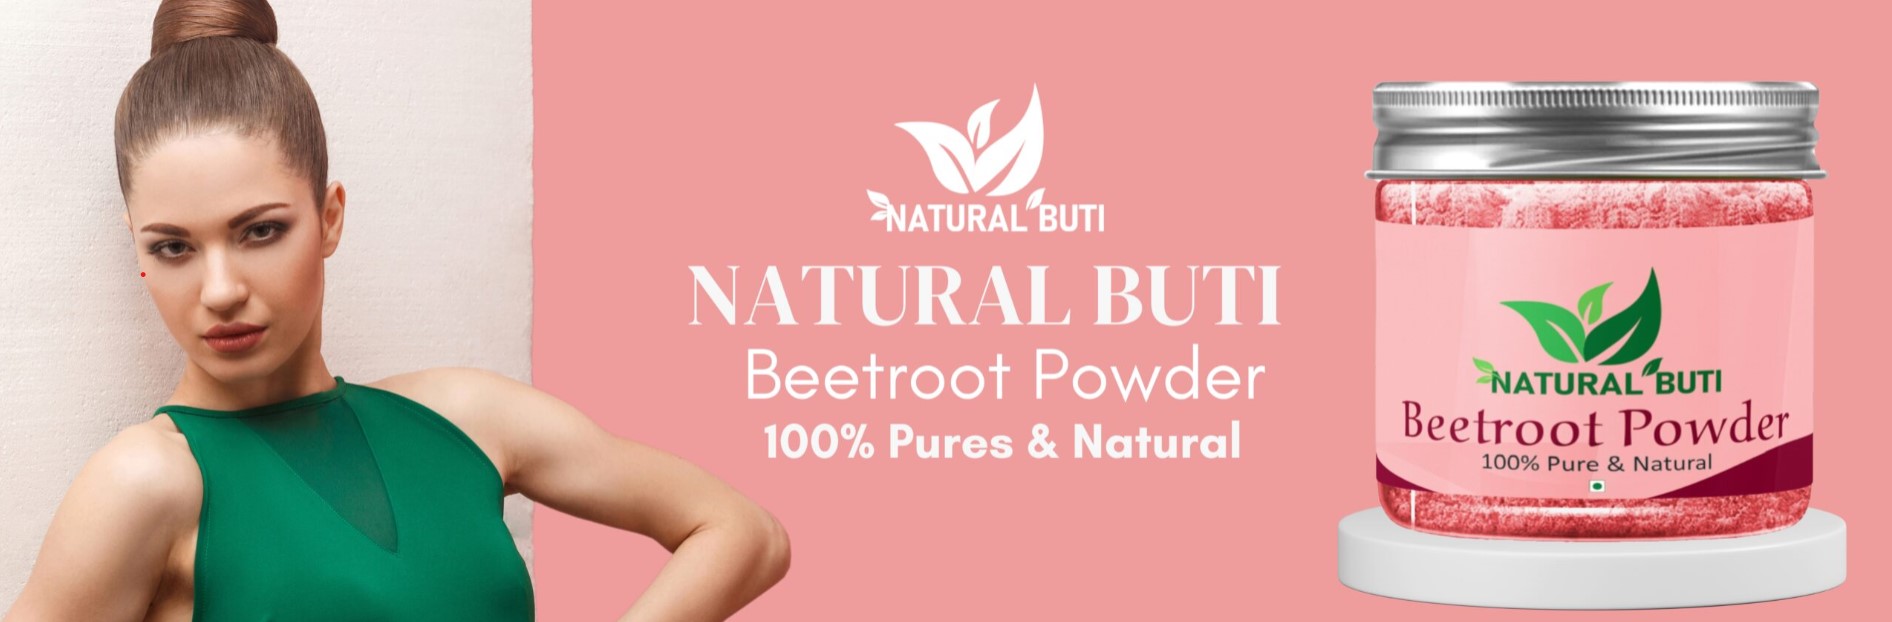 NATURAL BUTI
NATURAL BUTI
Beetroot Powder
100% Pures & Natural
NATURAL BUTI
Beetroot Powder
100% Pure & Natural